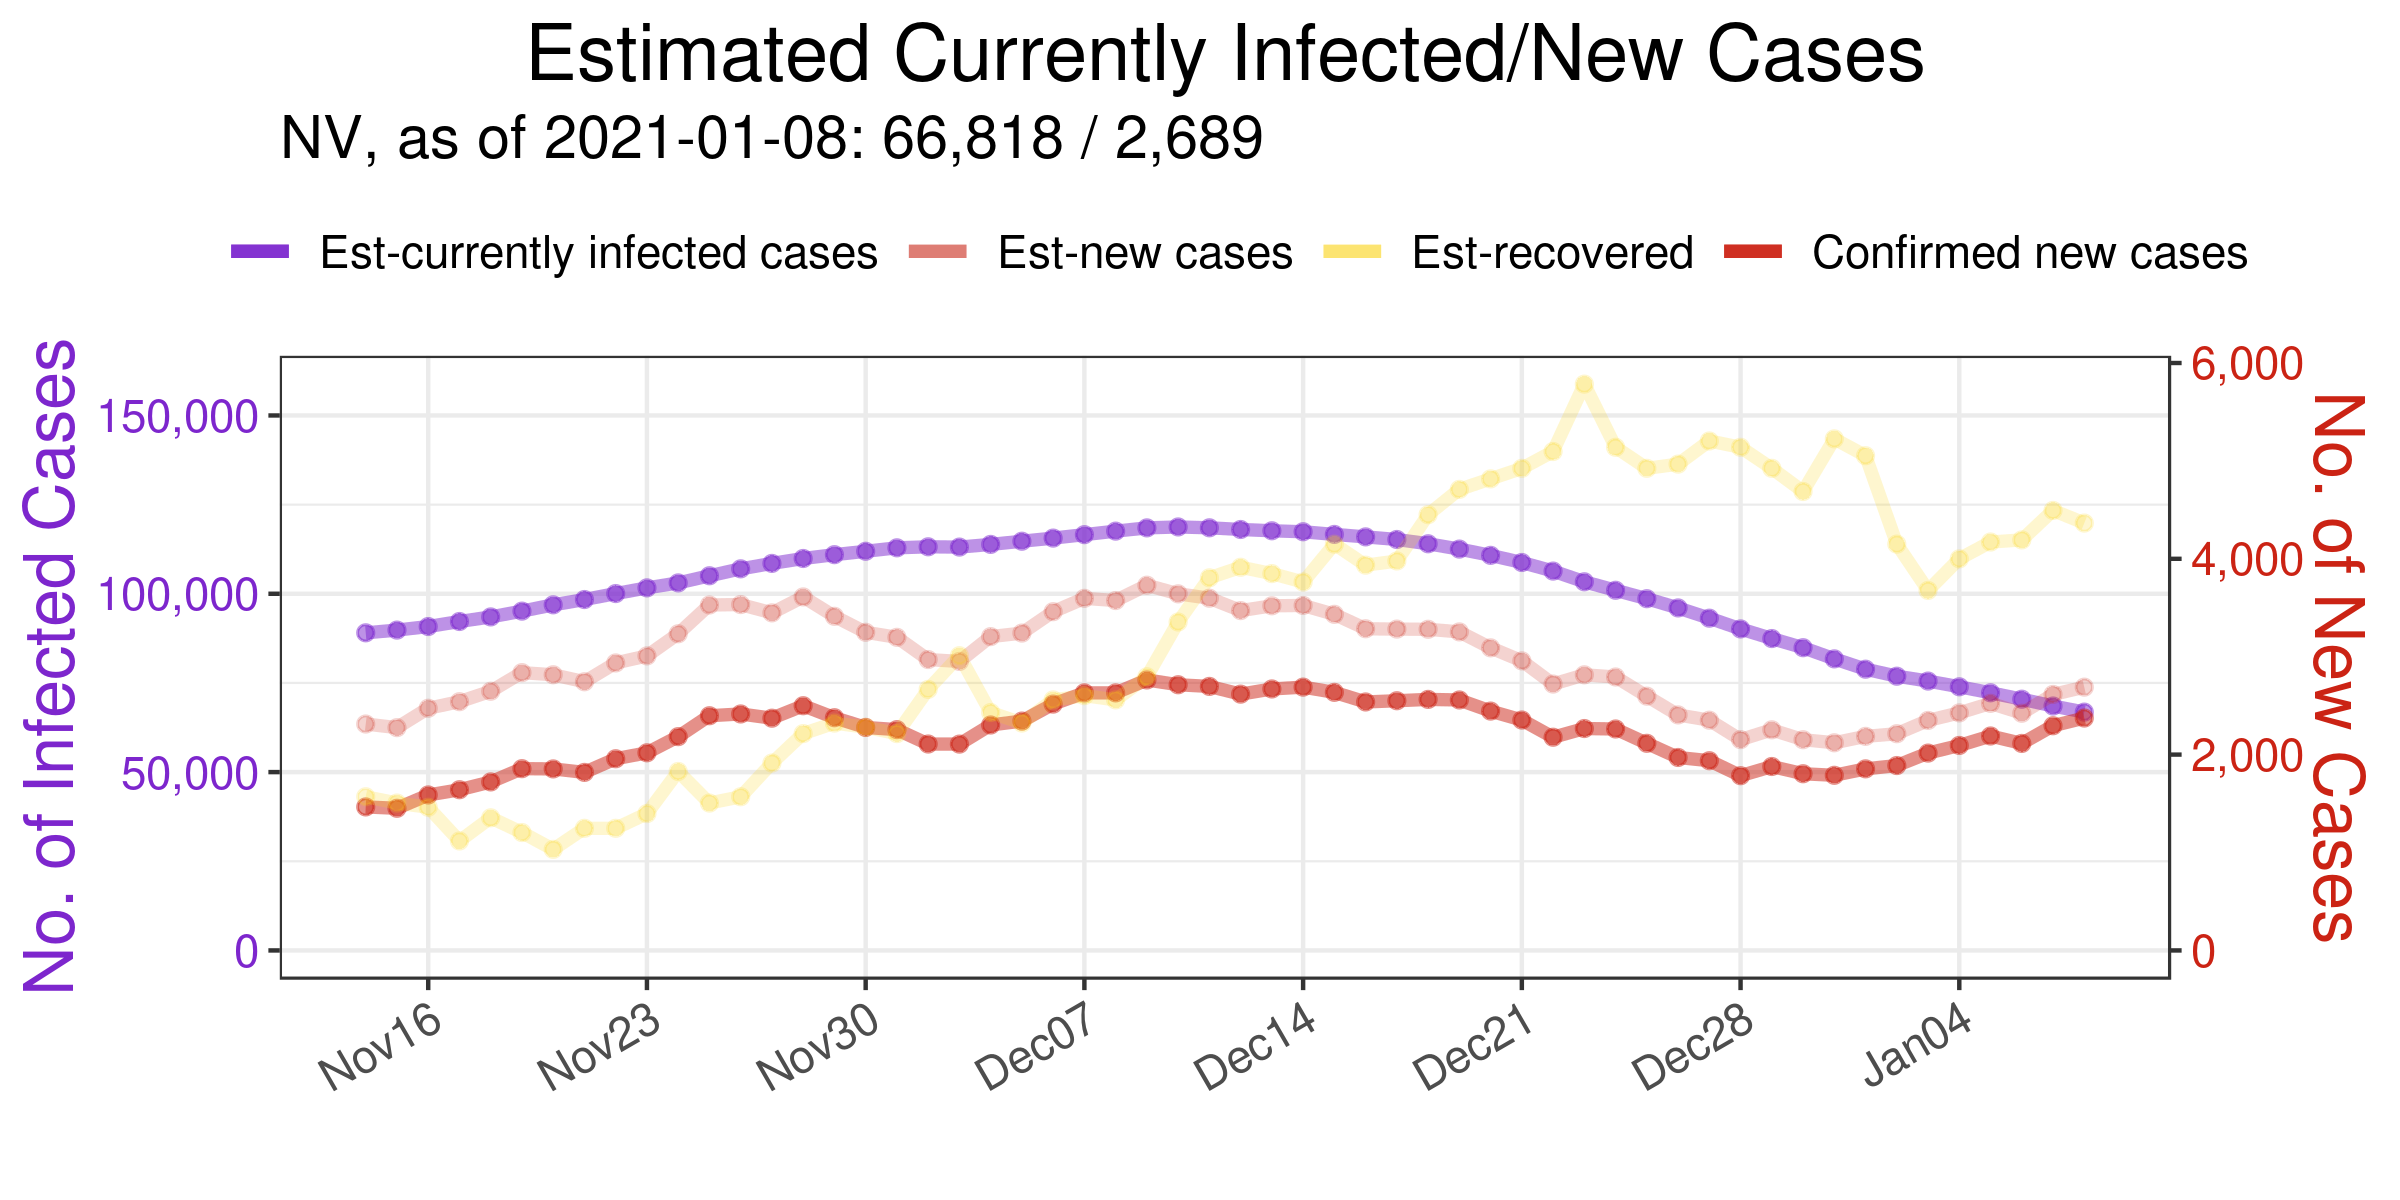 Estimated Currently Infected/New Cases
NV, as of 2021-01-08: 66,818 / 2,689
Est-currently infected cases Est-new cases Est-recovered Confirmed new cases
No. of Infected Cases
150,000
100,000
50,000
0
6,000
4,000
2,000
0
No. of New Cases
Nov16 Nov23 Nov30 Dec07 Dec14 Dec21 Dec28 Jan04